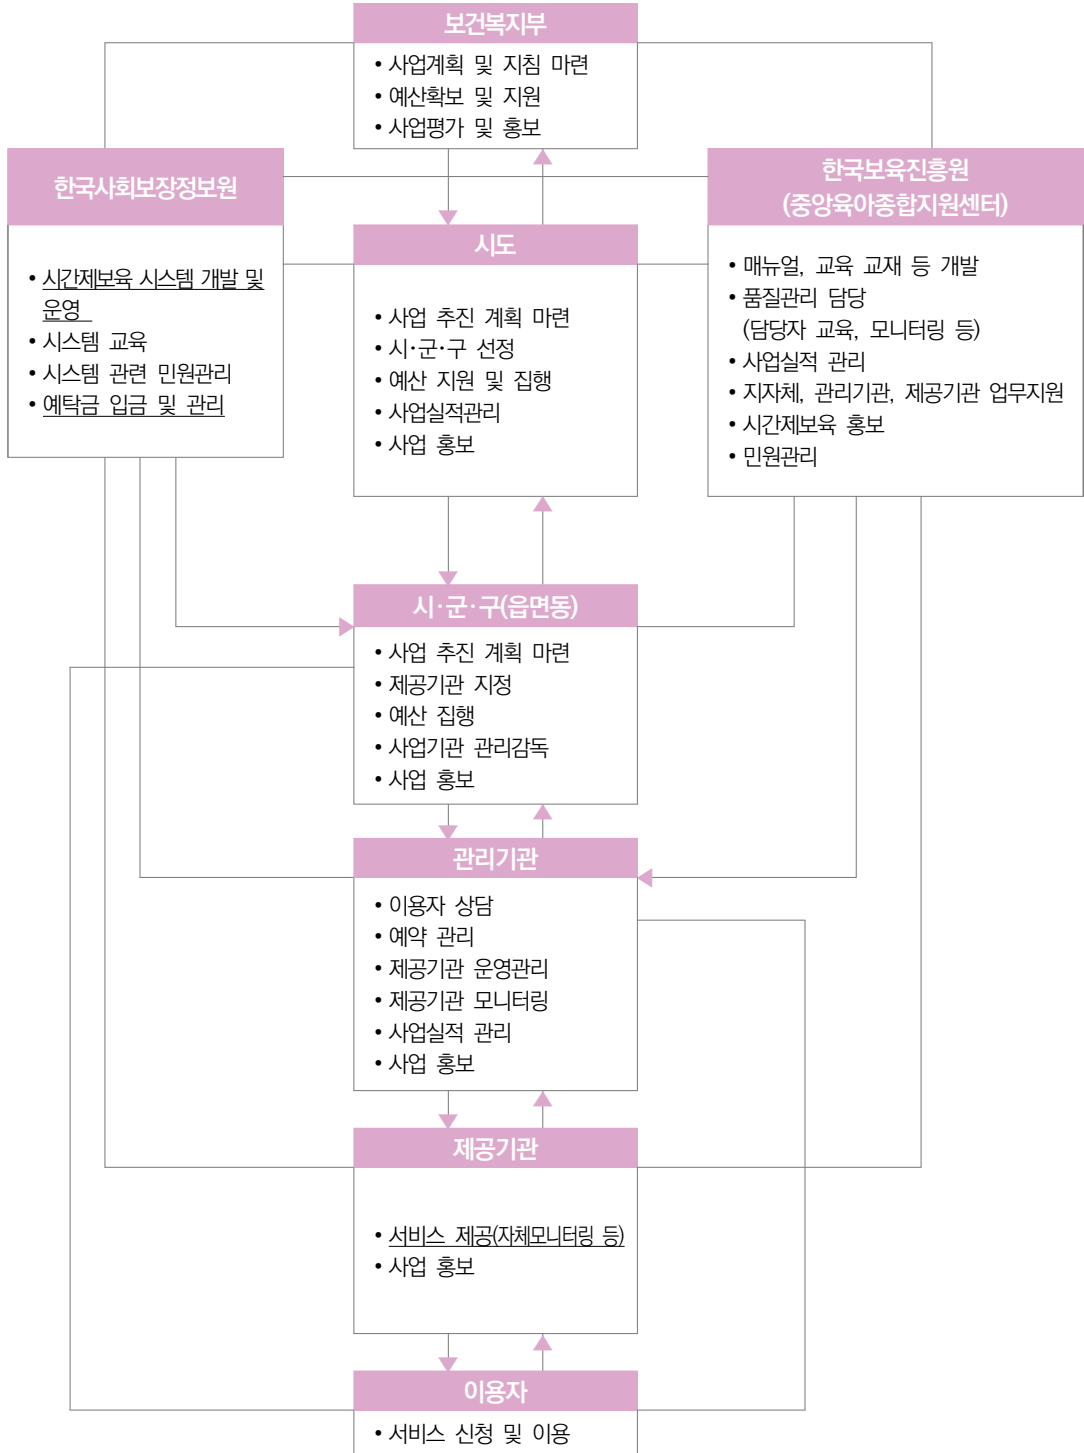 보건복지부
• 사업계획 및 지침 마련
• 예산확보 및 지원
• 사업평가 및 홍보
한국사회보장정보원
• 시간제보육 시스템 개발 및
운영
• 시스템 교육
• 시스템 관련 민원관리
• 예탁금 입금 및 관리
한국보육진흥원
(중앙육아종합지원센터)
• 매뉴얼, 교육 교재 등 개발
• 품질관리 담당
(담당자 교육, 모니터링 등)
• 사업실적 관리
• 지자체, 관리기관, 제공기관 업무지원
• 시간제보육 홍보
• 민원관리
시도
• 사업 추진 계획 마련
• 시·군·구 선정
• 예산 지원 및 집행
• 사업실적관리
• 사업 홍보
시·군·구(읍면동)
• 사업 추진 계획 마련
• 제공기관 지정
• 예산 집행
• 사업기관 관리감독
• 사업 홍보
관리기관
• 이용자 상담
• 예약 관리
• 제공기관 운영관리
• 제공기관 모니터링
• 사업실적 관리
• 사업 홍보
제공기관
• 서비스 제공(자체모니터링 등)
• 사업 홍보
이용자
• 서비스 신청 및 이용